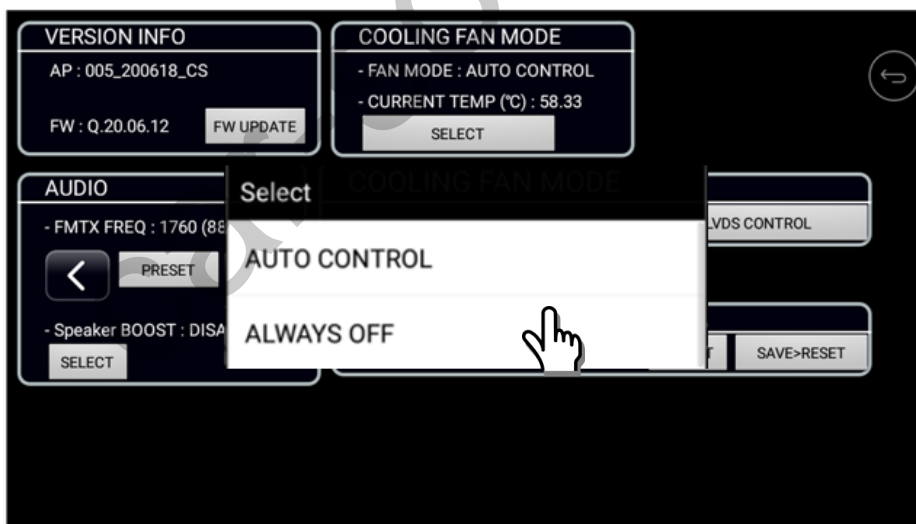 VERSION INFO
AP : 005_200618_CS
FW : Q.20.06.12
FW UPDATE
COOLING FAN MODE
- FAN MODE : AUTO CONTROL
- CURRENT TEMP (℃) : 58.33
SELECT
AUDIO
- FMTX FREQ : 1760 (88
PRESET
- Speaker BOOST : DISA
SELECT
COOLING FAN MODE
Select
AUTO CONTROL
ALWAYS OFF
LVDS CONTROL
T
SAVE>RESET